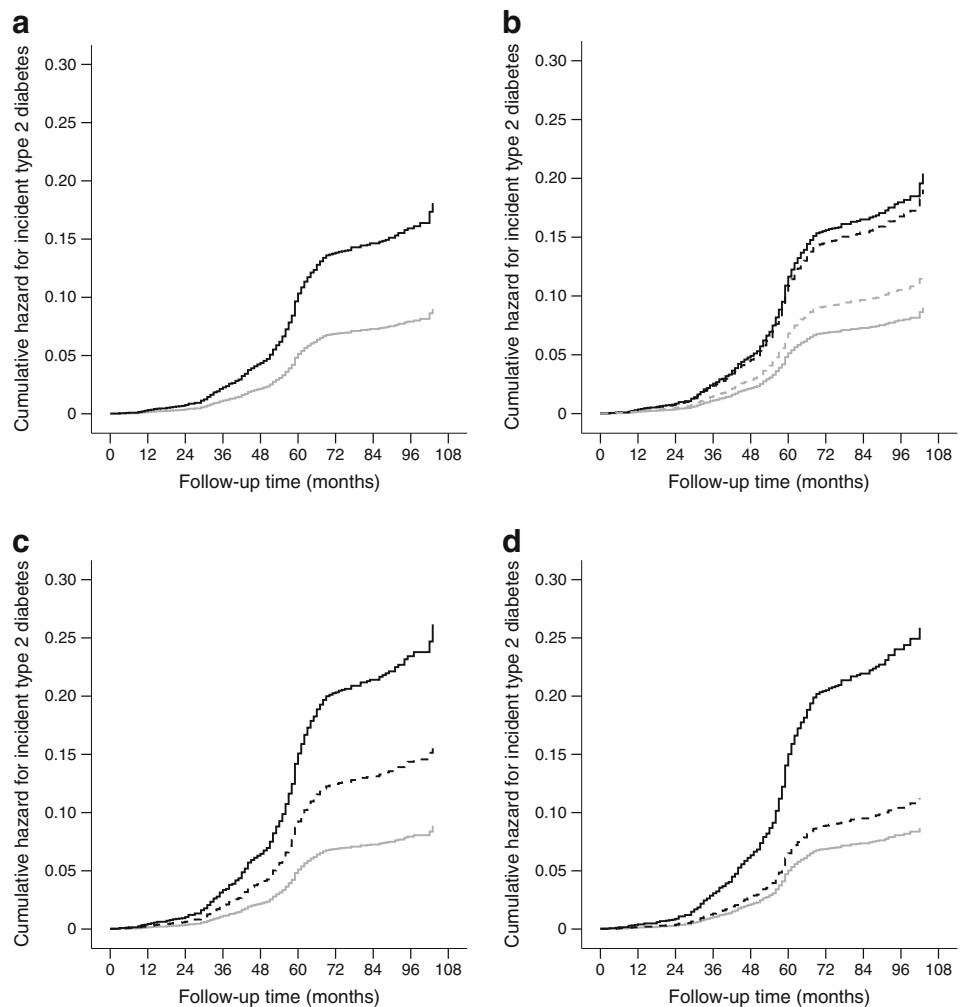 a
Cumulative hazard for incident type 2 diabetes
0.30
0.25
0.20
0.15
0.10
0.05
0
0 12 24 36 48 60 72 84 96 108
Follow-up time (months)
b
Cumulative hazard for incident type 2 diabetes
0.30
0.25
0.20
0.15
0.10
0.05
0
0 12 24 36 48 60 72 84 96 108
Follow-up time (months)
c
Cumulative hazard for incident type 2 diabetes
0.30
0.25
0.20
0.15
0.10
0.05
0
0 12 24 36 48 60 72 84 96 108
Follow-up time (months)
d
Cumulative hazard for incident type 2 diabetes
0.30
0.25
0.20
0.15
0.10
0.05
0
0 12 24 36 48 60 72 84 96 108
Follow-up time (months)